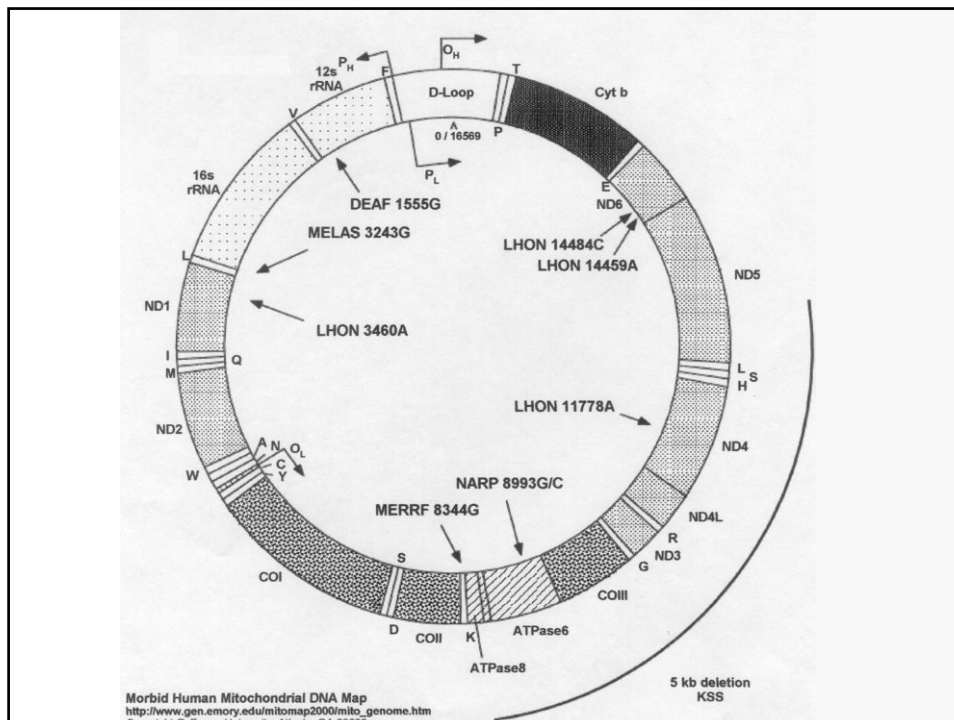 O_H
P_H
12s
rRNA
F
D-Loop
T
Cyt b
V
P
0 / 16569
P_L
E
16s
rRNA
DEAF 1555G
ND6
MELAS 3243G
LHON 14484C
LHON 14459A
L
ND5
ND1
LHON 3460A
I
Q
L
S
M
H
LHON 11778A
ND2
ND4
A N O_L
C
W
Y
NARP 8993G/C
MERRF 8344G
ND4L
R
ND3
S
G
COI
COIII
D
COII
K
ATPase6
ATPase8
5 kb deletion
KSS
Morbid Human Mitochondrial DNA Map
http://www.gen.emory.edu/mitomap2000/mito_genome.htm